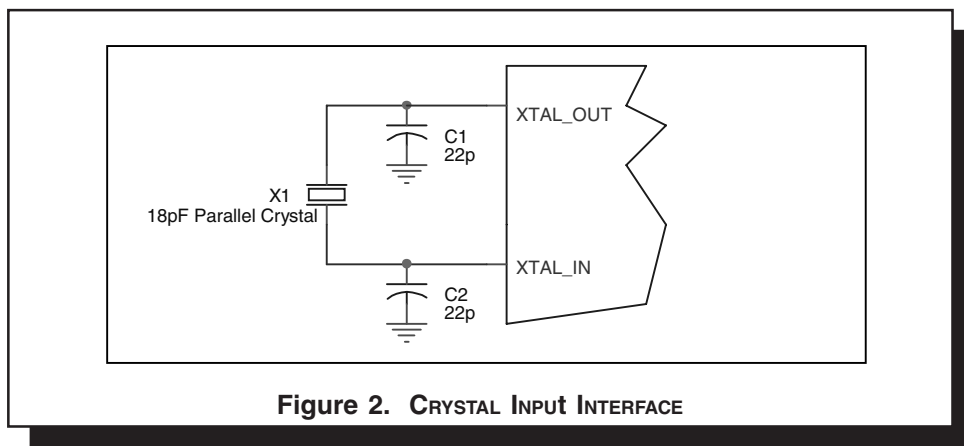 XTAL_OUT
C1
22p
X1
18pF Parallel Crystal
XTAL_IN
C2
22p
Figure 2. CRYSTAL INPUt INTERFACE